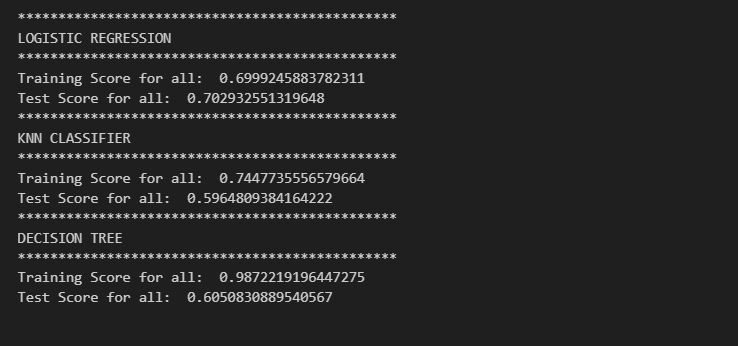 ***********************************************
LOGISTIC REGRESSION
***********************************************
Training Score for all:  0.6999245883782311
Test Score for all:  0.702932551319648
***********************************************
KNN CLASSIFIER
***********************************************
Training Score for all:  0.7447735556579664
Test Score for all:  0.5964809384164222
***********************************************
DECISION TREE
***********************************************
Training Score for all:  0.9872219196447275
Test Score for all:  0.6050830889540567